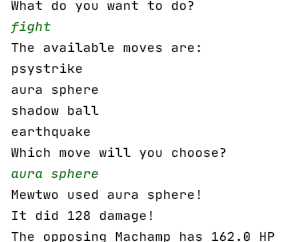 What do you want to do?
fight
The available moves are:
psystrike
aura sphere
shadow ball
earthquake
Which move will you choose?
aura sphere
Mewtwo used aura sphere!
It did 128 damage!
The opposing Machamp has 162.0 HP